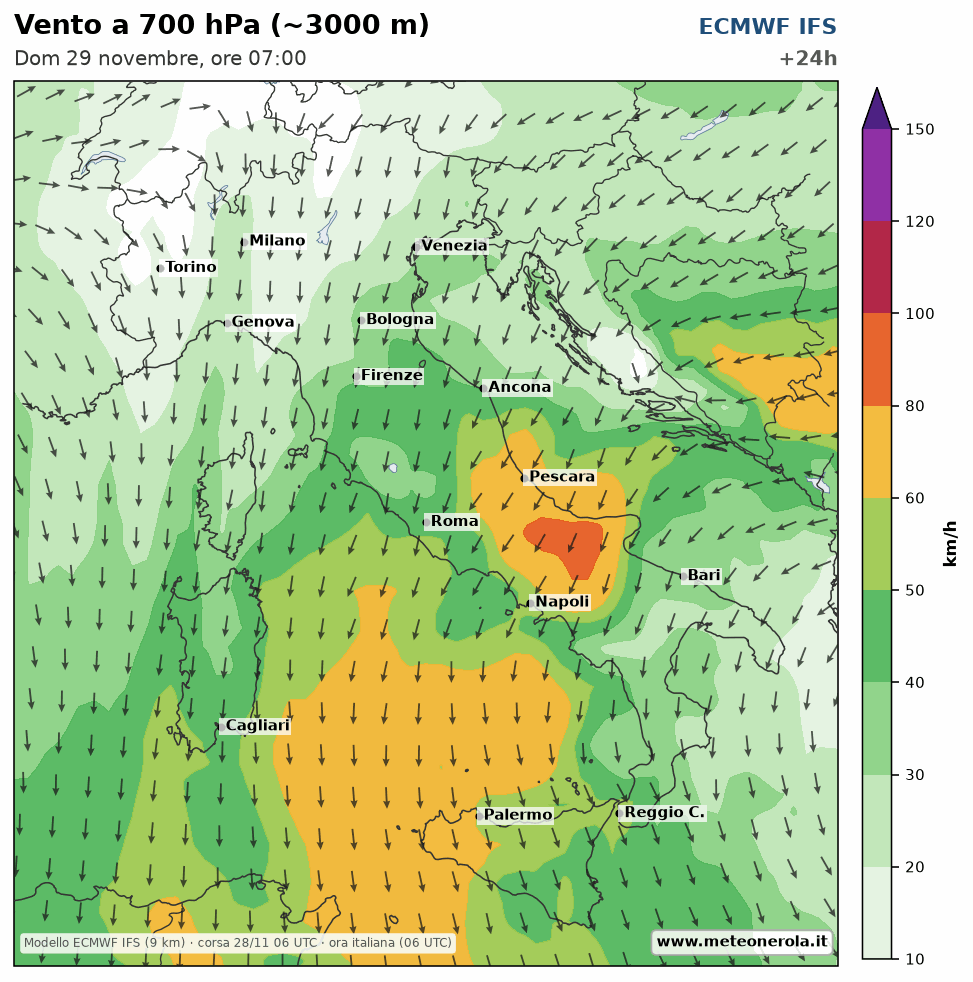 Vento a 700 hPa (~3000 m)
ECMWF IFS
Dom 29 novembre, ore 07:00
+24h
Milano
Venezia
Torino
Genova
Bologna
Firenze
Ancona
Pescara
Roma
Bari
Napoli
Cagliari
Palermo
Reggio C.
Modello ECMWF IFS (9 km) · corsa 28/11 06 UTC · ora italiana (06 UTC)
www.meteonerola.it
150
120
100
80
60
50
40
30
20
10
km/h